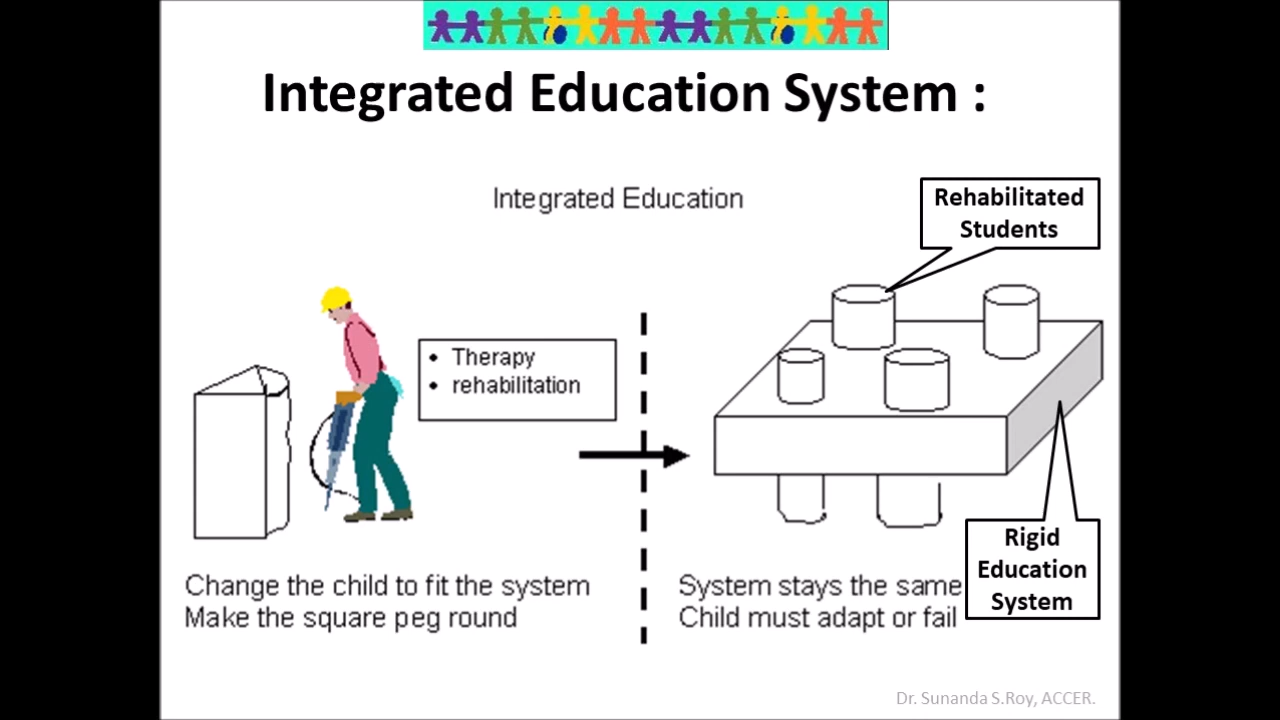 Integrated Education System :
Integrated Education
Rehabilitated
Students
• Therapy
• rehabilitation
Change the child to fit the system
Make the square peg round
System stays the same
Child must adapt or fail
Rigid
Education
System
Dr. Sunanda S.Roy, ACCER.